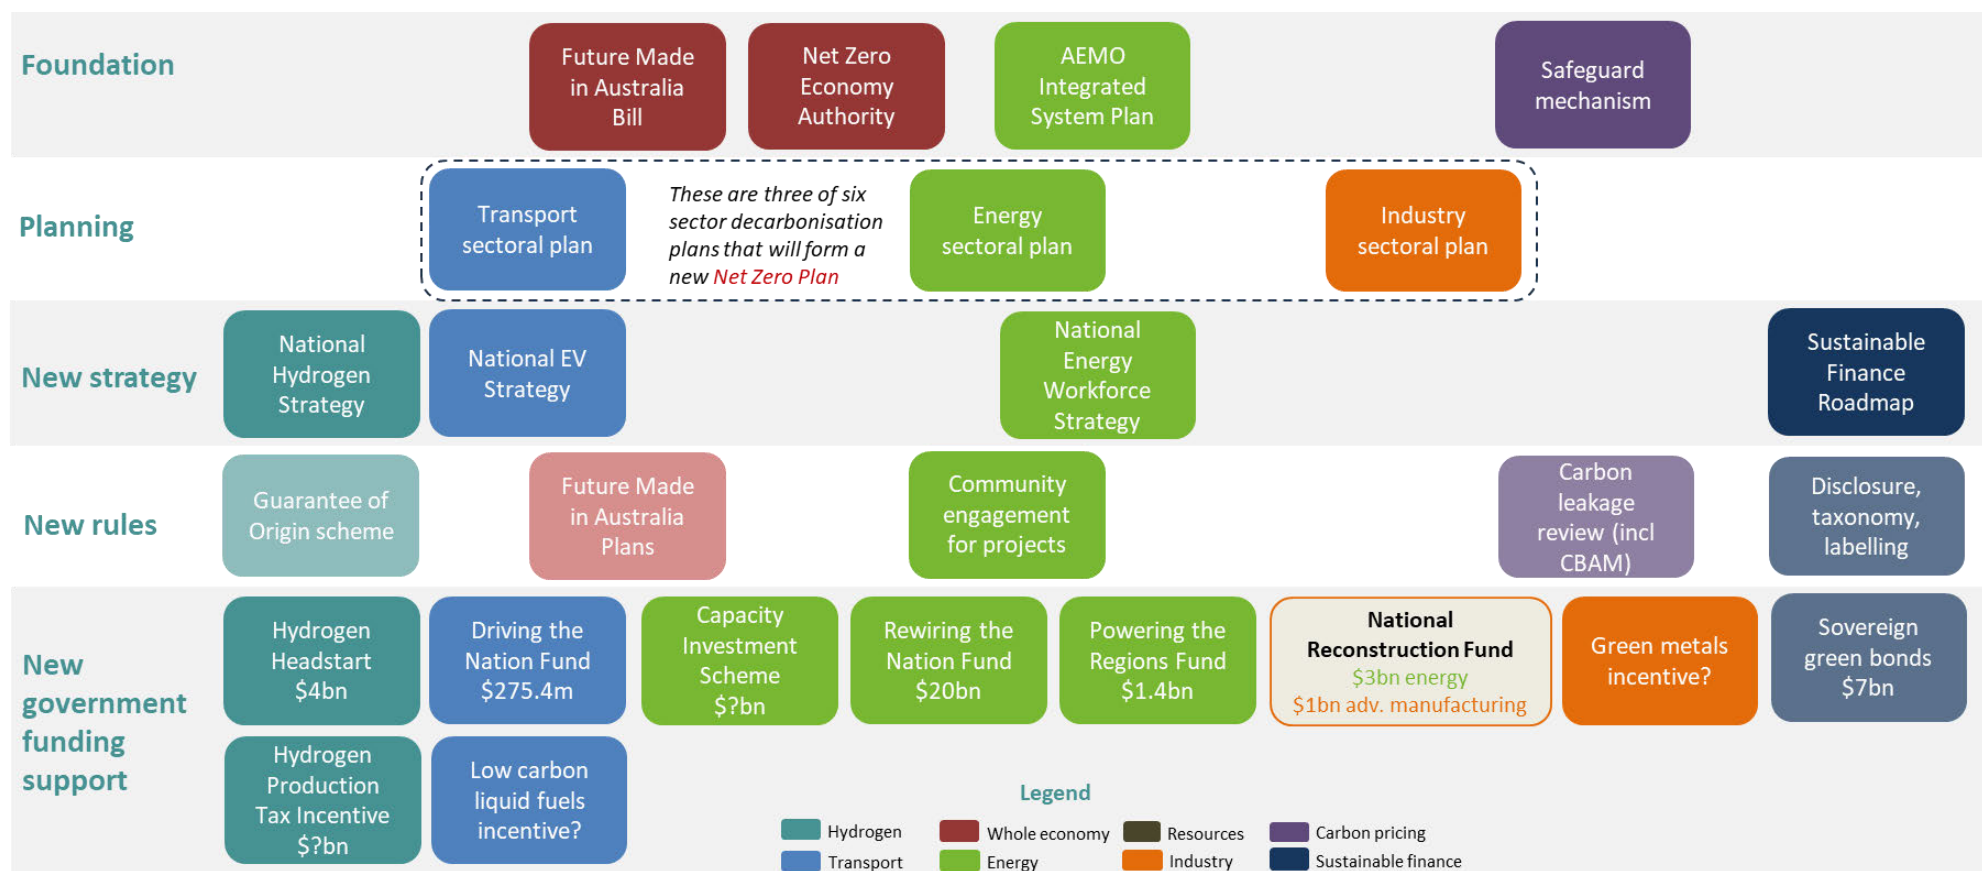 Foundation
Future Made
in Australia
Bill
Net Zero
Economy
Authority
AEMO
Integrated
System Plan
Safeguard
mechanism
Planning
Transport
sectoral plan
These are three of six
sector decarbonisation
plans that will form a
new Net Zero Plan
Energy
sectoral plan
Industry
sectoral plan
New strategy
National
Hydrogen
Strategy
National EV
Strategy
National
Energy
Workforce
Strategy
Sustainable
Finance
Roadmap
New rules
Guarantee of
Origin scheme
Future Made
in Australia
Plans
Community
engagement
for projects
Carbon
leakage
review (incl
CBAM)
Disclosure,
taxonomy,
labelling
New
government
funding
support
Hydrogen
Headstart
$4bn
Driving the
Nation Fund
$275.4m
Capacity
Investment
Scheme
$?bn
Rewiring the
Nation Fund
$20bn
Powering the
Regions Fund
$1.4bn
National
Reconstruction Fund
$3bn energy
$1bn adv. manufacturing
Green metals
incentive?
Sovereign
green bonds
$7bn
Hydrogen
Production
Tax Incentive
$?bn
Low carbon
liquid fuels
incentive?
Legend
Hydrogen
Whole economy
Resources
Carbon pricing
Transport
Energy
Industry
Sustainable finance